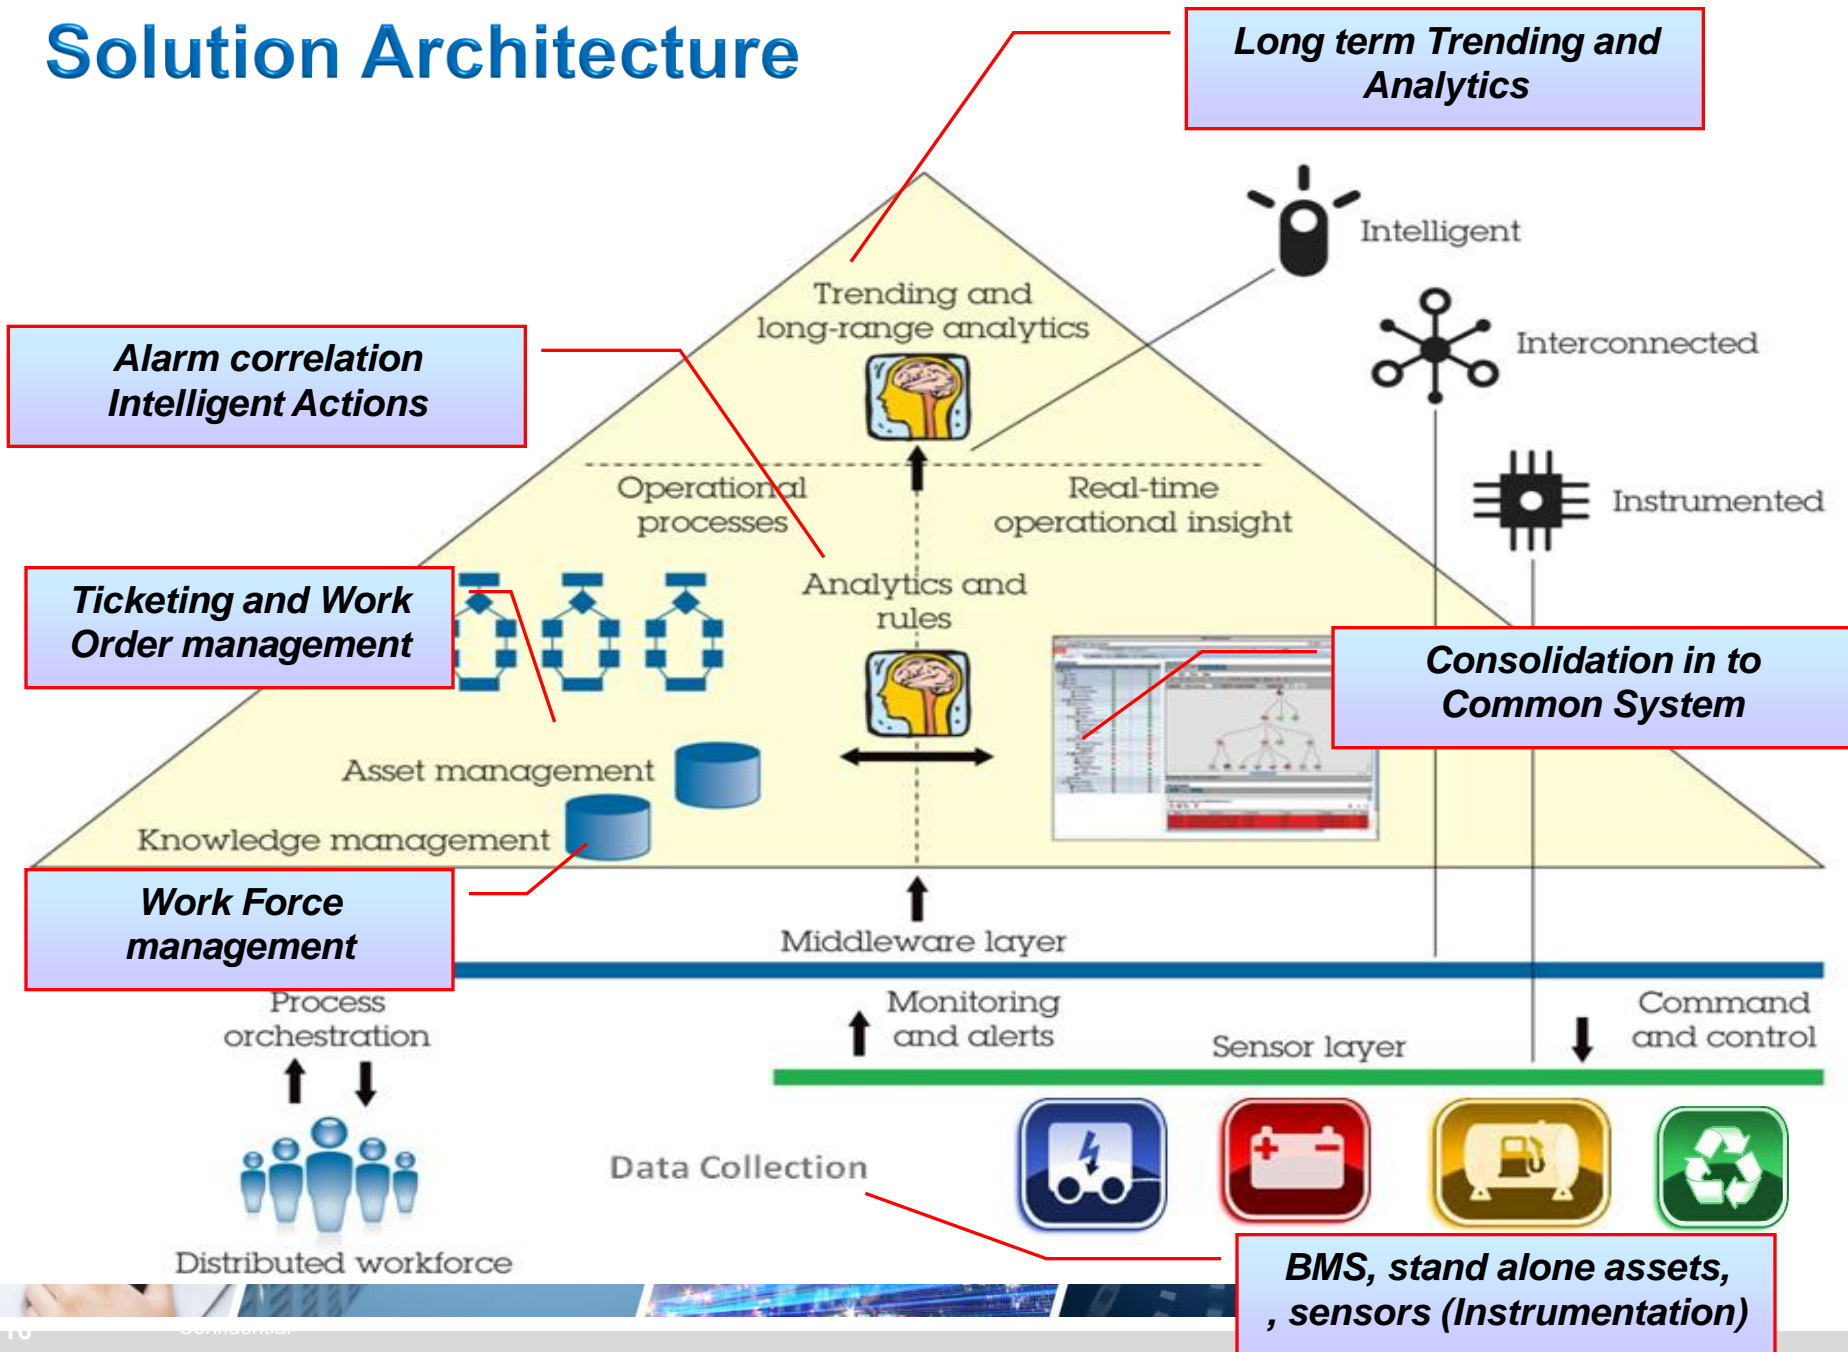 Solution Architecture
Long term Trending and
Analytics
Intelligent
Trending and
long-range analytics
Interconnected
Alarm correlation
Intelligent Actions
Operational
processes
Real-time
operational insight
Instrumented
Ticketing and Work
Order management
Analytics and
rules
Consolidation in to
Common System
Asset management
Knowledge management
Work Force
management
Middleware layer
Process
orchestration
Monitoring
and alerts
Sensor layer
Command
and control
Data Collection
Distributed workforce
BMS, stand alone assets,
, sensors (Instrumentation)
16
Confidential